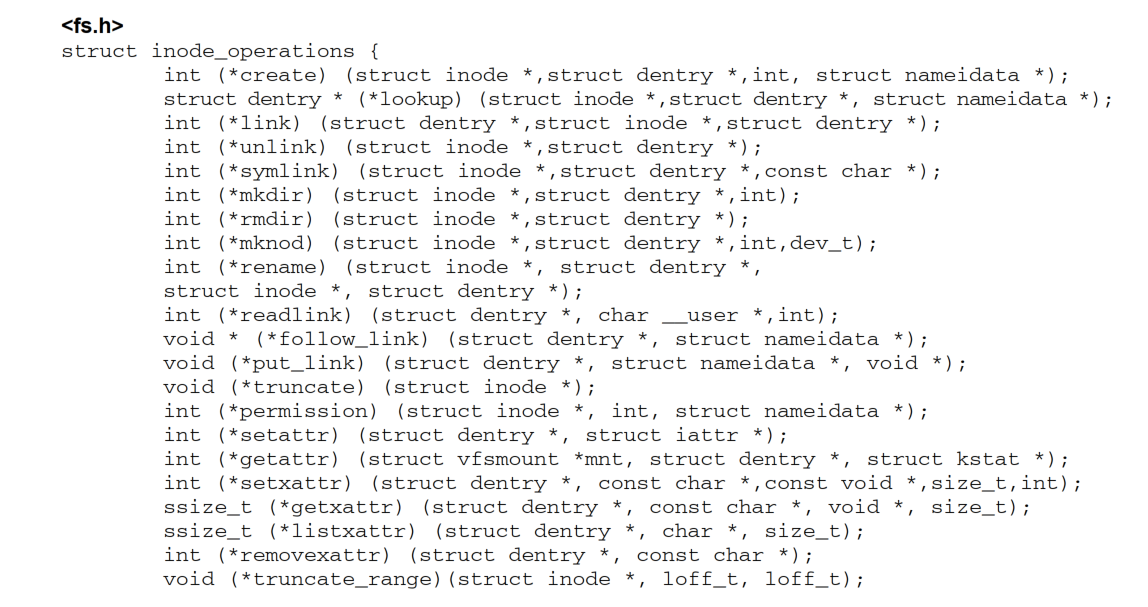 <fs.h>
struct inode_operations {
int (*create) (struct inode *,struct dentry *,int, struct nameidata *);
struct dentry * (*lookup) (struct inode *,struct dentry *, struct nameidata *);
int (*link) (struct dentry *,struct inode *,struct dentry *);
int (*unlink) (struct inode *,struct dentry *);
int (*symlink) (struct inode *,struct dentry *,const char *);
int (*mkdir) (struct inode *,struct dentry *,int);
int (*rmdir) (struct inode *,struct dentry *);
int (*mknod) (struct inode *,struct dentry *,int,dev_t);
int (*rename) (struct inode *, struct dentry *,
struct inode *, struct dentry *);
int (*readlink) (struct dentry *, char __user *,int);
void * (*follow_link) (struct dentry *, struct nameidata *);
void (*put_link) (struct dentry *, struct nameidata *, void *);
void (*truncate) (struct inode *);
int (*permission) (struct inode *, int, struct nameidata *);
int (*setattr) (struct dentry *, struct iattr *);
int (*getattr) (struct vfsmount *mnt, struct dentry *, struct kstat *);
int (*setxattr) (struct dentry *, const char *,const void *,size_t,int);
ssize_t (*getxattr) (struct dentry *, const char *, void *, size_t);
ssize_t (*listxattr) (struct dentry *, char *, size_t);
int (*removexattr) (struct dentry *, const char *);
void (*truncate_range)(struct inode *, loff_t, loff_t);